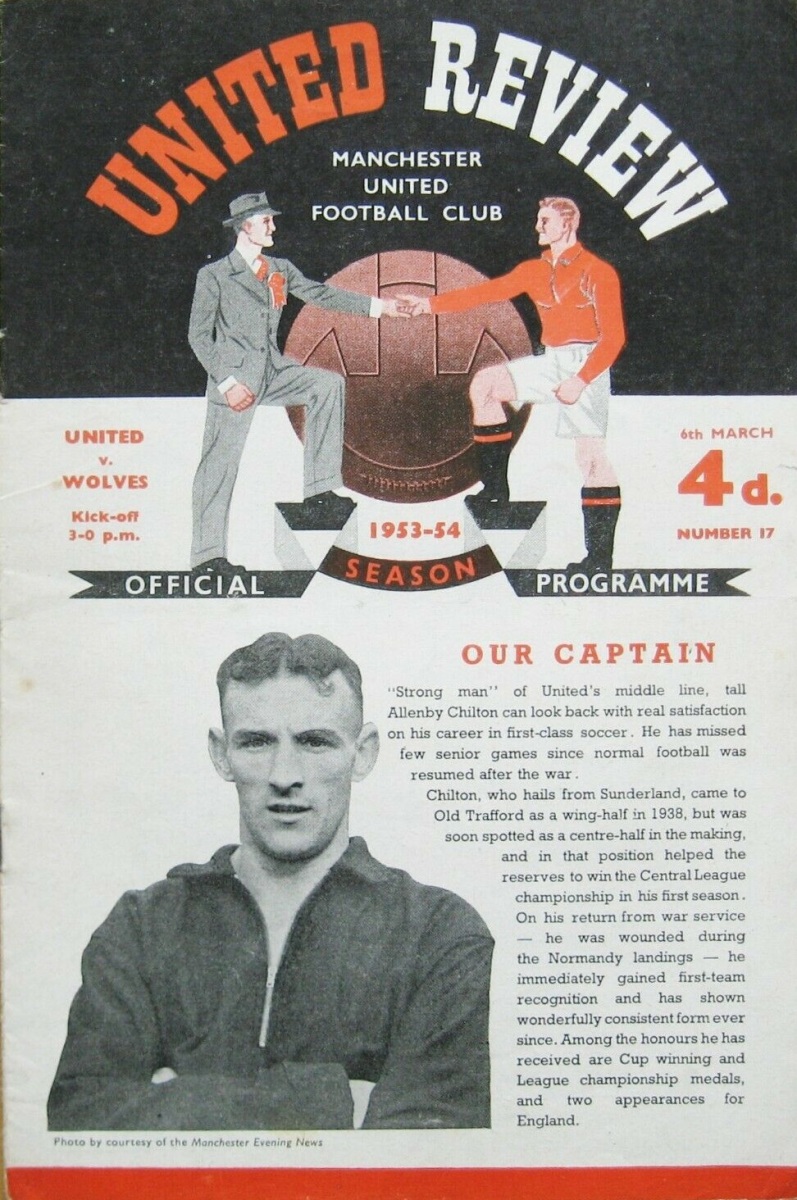 UNITED REVIEW
MANCHESTER
UNITED
FOOTBALL CLUB
UNITED
v.
WOLVES
Kick-off
3-0 p.m.
6th MARCH
4d.
NUMBER 17
1953-54
OFFICIAL SEASON PROGRAMME
OUR CAPTAIN
"Strong man" of United's middle line, tall
Allenby Chilton can look back with real satisfaction
on his career in first-class soccer. He has missed
few senior games since normal football was
resumed after the war.
Chilton, who hails from Sunderland, came to
Old Trafford as a wing-half in 1938, but was
soon spotted as a centre-half in the making,
and in that position helped the
reserves to win the Central League
championship in his first season.
On his return from war service
— he was wounded during
the Normandy landings — he
immediately gained first-team
recognition and has shown
wonderfully consistent form ever
since. Among the honours he has
received are Cup winning and
League championship medals,
and two appearances for
England.
Photo by courtesy of the Manchester Evening News